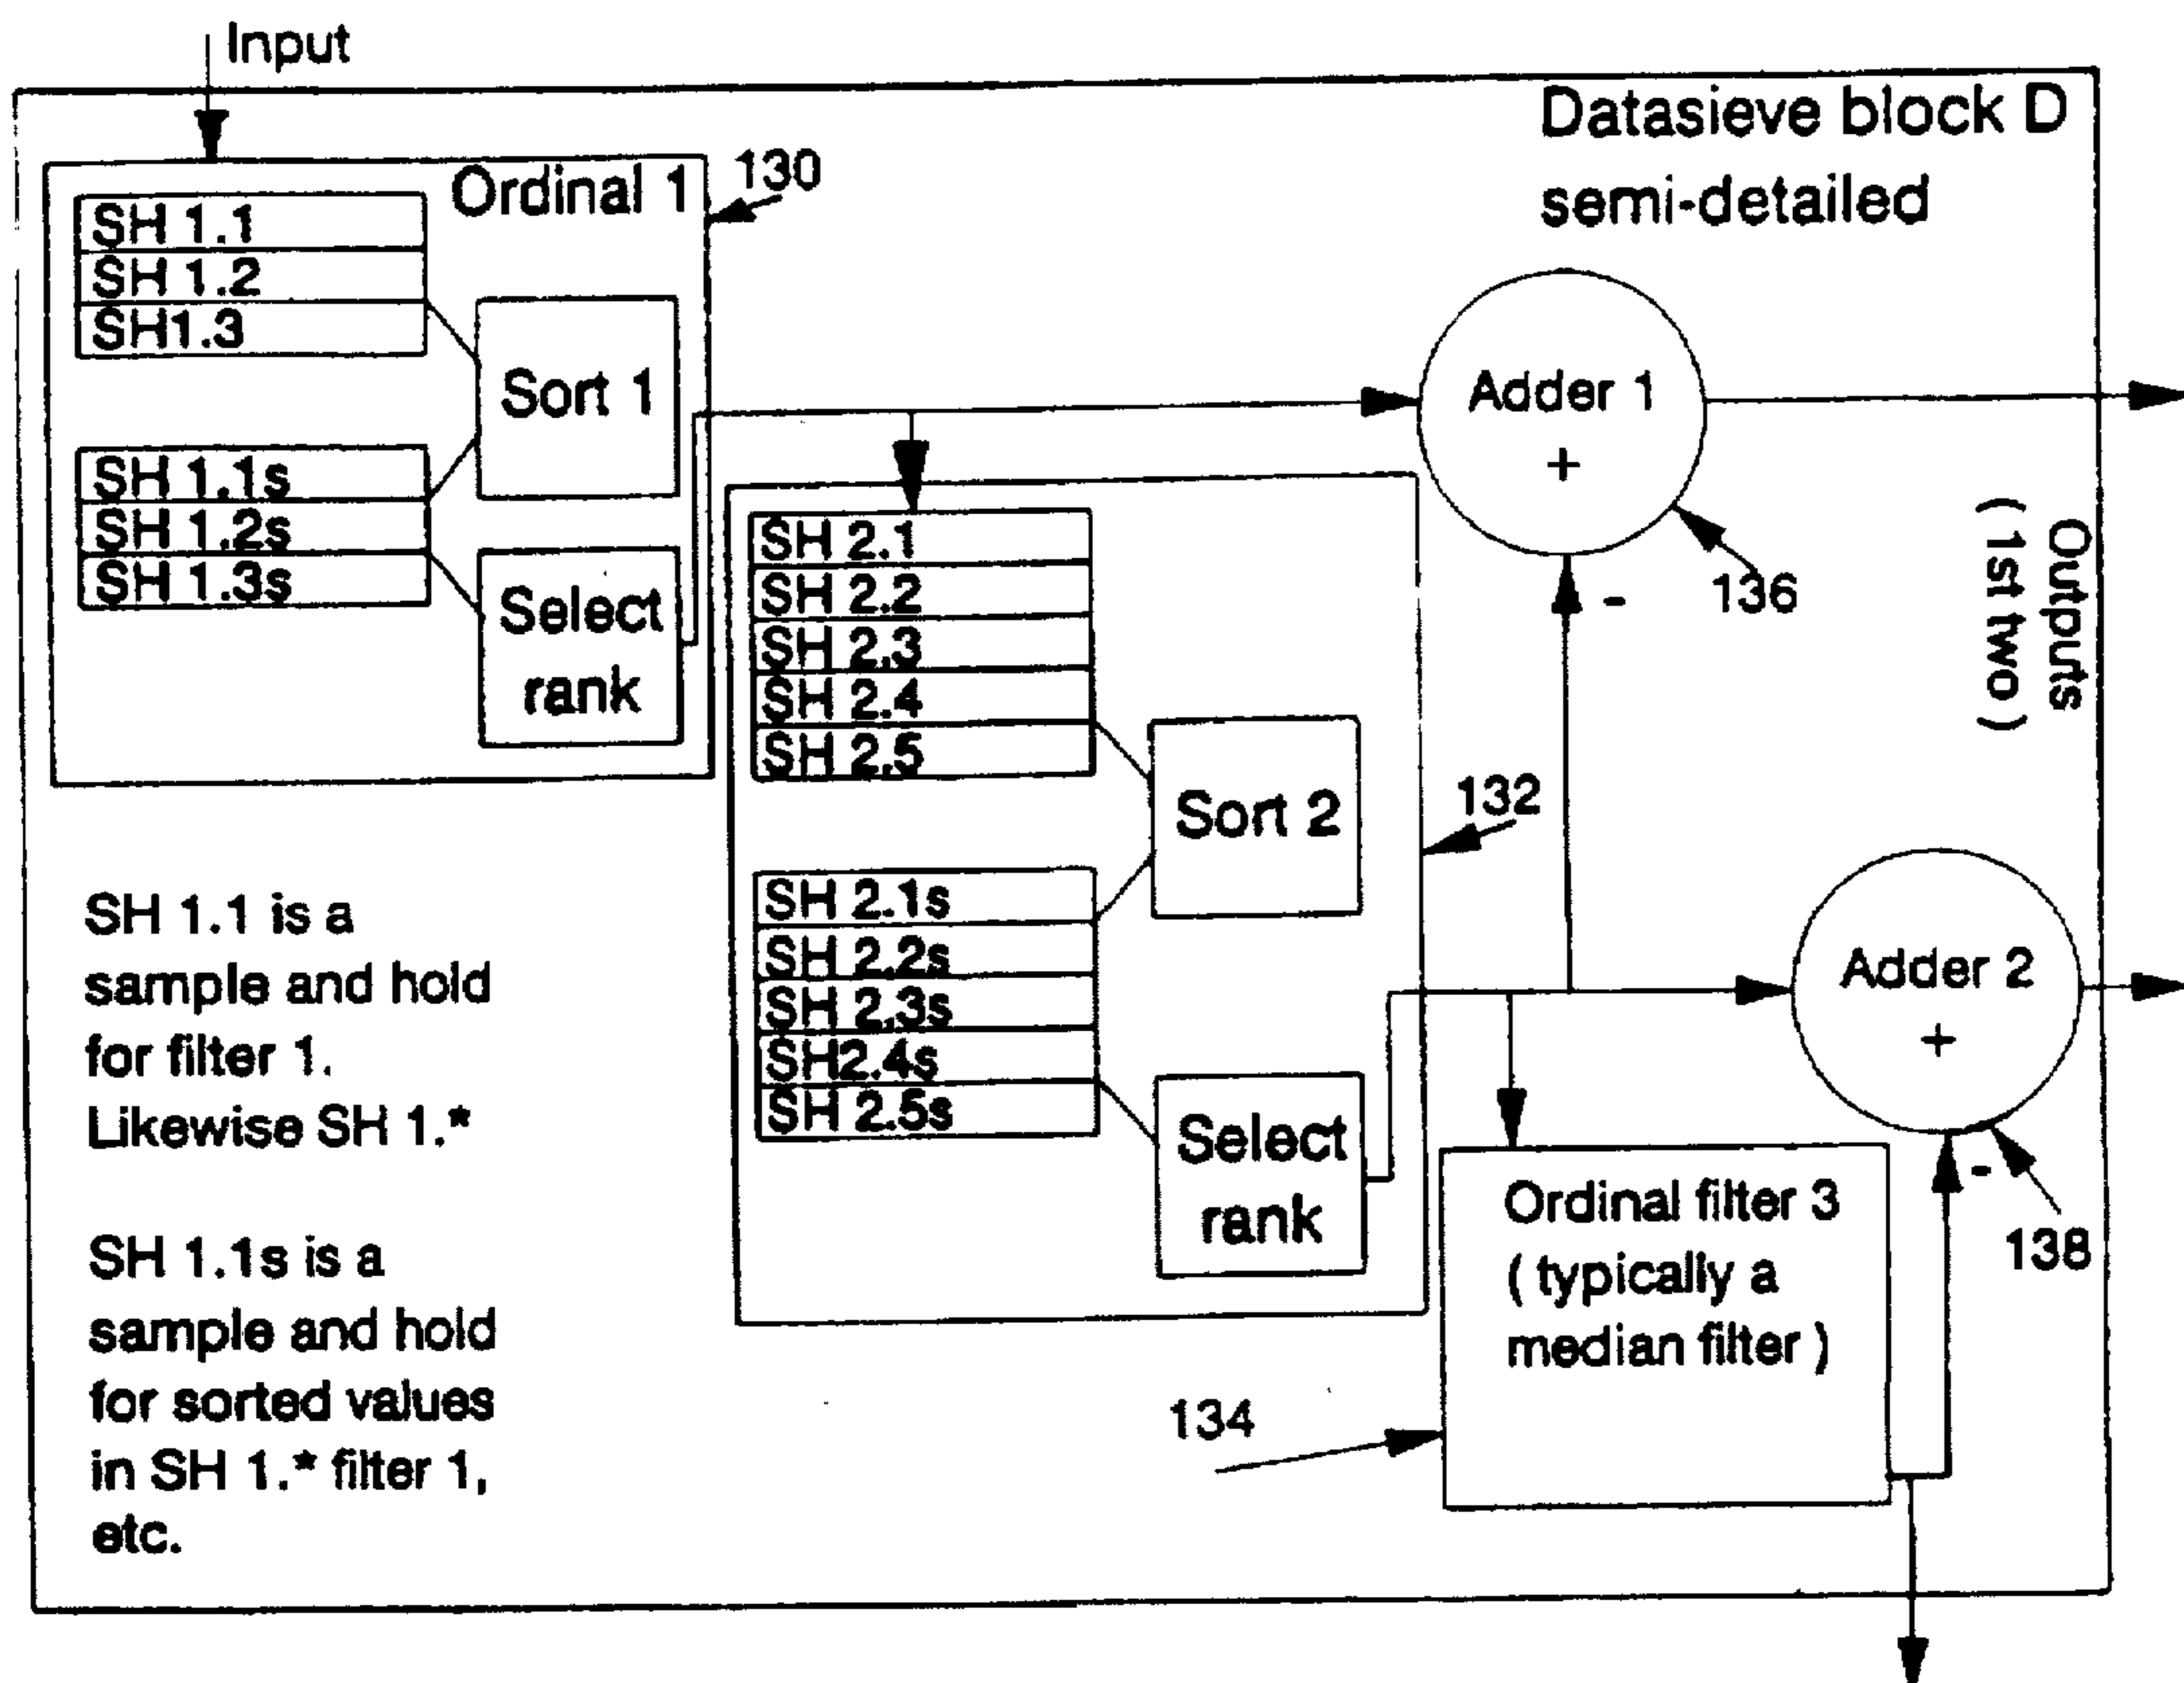 Input
Datasieve block D
semi-detailed
Ordinal 1
130
SH 1.1
SH 1.2
SH1.3
Sort 1
SH 1.1s
SH 1.2s
SH 1.3s
Select
rank
Adder 1
+
-
136
Outputs
( 1st two )
SH 2.1
SH 2.2
SH 2.3
SH 2.4
SH 2.5
Sort 2
132
SH 2.1s
SH 2.2s
SH 2.3s
SH2.4s
SH 2.5s
Select
rank
Adder 2
+
-
138
Ordinal filter 3
( typically a
median filter )
134
SH 1.1 is a
sample and hold
for filter 1.
Likewise SH 1.*
SH 1.1s is a
sample and hold
for sorted values
in SH 1.* filter 1,
etc.